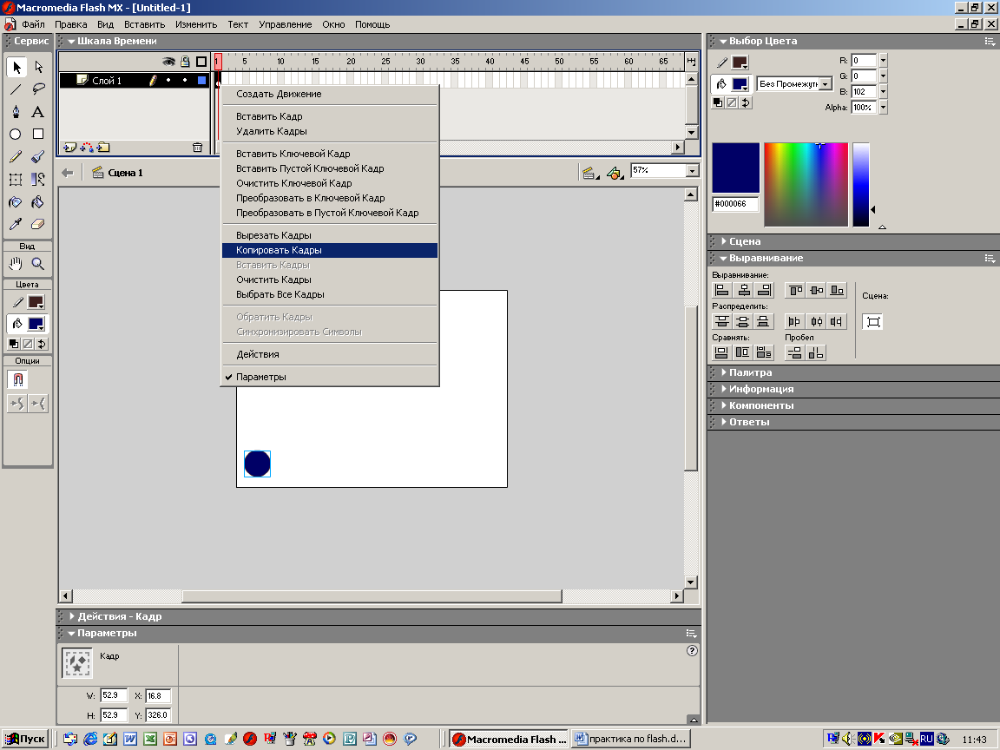 Macromedia Flash MX - [Untitled-1]
Файл Правка Вид Вставить Изменить Текст Управление Окно Помощь
Сервис
Вид
Цвета
Опции
Шкала Времени
1 5 10 15 20 25 30 35 40 45 50 55 60 65
Слой 1
Сцена 1
57%
Создать Движение
Вставить Кадр
Удалить Кадры
Вставить Ключевой Кадр
Вставить Пустой Ключевой Кадр
Очистить Ключевой Кадр
Преобразовать в Ключевой Кадр
Преобразовать в Пустой Ключевой Кадр
Вырезать Кадры
Копировать Кадры
Вставить Кадры
Очистить Кадры
Выбрать Все Кадры
Обратить Кадры
Синхронизировать Символы
Действия
Параметры
Действия - Кадр
Параметры
Кадр
W: 52.9 X: 16.8
H: 52.9 Y: 326.0
Выбор Цвета
R: 0
Без Промежутк
G: 0
B: 102
Alpha: 100%
#000066
Сцена
Выравнивание
Выравнивание:
Сцена:
Распределить:
Сравнять: Пробел
Палитра
Информация
Компоненты
Ответы
Пуск
Macromedia Flash ...
практика по flash.d...
RU
11:43